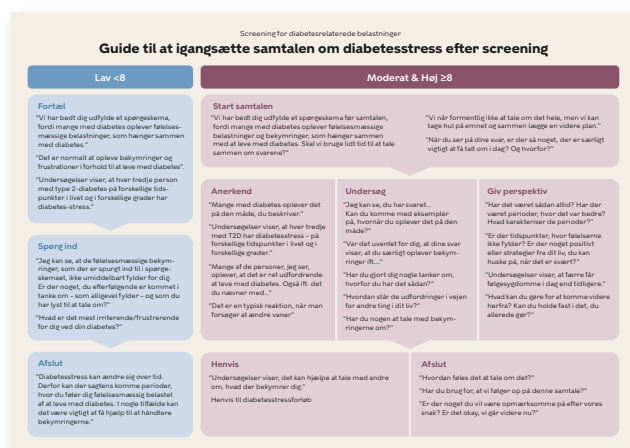 Screening for diabetesrelaterede belastninger
Guide til at igangsætte samtalen om diabetesstress efter screening
Lav <8
Fortæl
"Vi har bedt dig udfylde et spørgeskema,
fordi mange med diabetes oplever følelses-
mæssige belastninger, som hænger sammen
med diabetes."
"Det er normalt at opleve bekymringer og
frustrationer i forhold til at leve med diabetes".
"Undersøgelser viser, at hver tredje person
med type 2-diabetes på forskellige tids-
punkter i livet og i forskellige grader har
diabetes-stress."
Spørg ind
"Jeg kan se, at de følelsesmæssige bekym-
ringer, som der er spurgt ind til i spørge-
skemaet, ikke umiddelbart fylder for dig.
Er der noget, du efterfølgende er kommet i
tanke om – som alligevel fylder – og som du
har lyst til at tale om?"
"Hvad er det mest irriterende/frustrerende
for dig ved din diabetes?"
Afslut
"Diabetesstress kan ændre sig over tid.
Derfor kan der sagtens komme perioder,
hvor du føler dig følelsesmæssig belastet
af at leve med diabetes. I nogle tilfælde kan
det være vigtigt at få hjælp til at håndtere
bekymringerne."
Moderat & Høj ≥8
Start samtalen
"Vi har bedt dig udfylde et spørgeskema før samtalen,
fordi mange med diabetes oplever følelsesmæssige
belastninger og bekymringer, som hænger sammen
med at leve med diabetes. Skal vi bruge lidt tid til at tale
sammen om svarene?"
"Vi når formentlig ikke at tale om det hele, men vi kan
tage hul på emnet og sammen lægge en videre plan."
"Når du ser på dine svar, er der så noget, der er særligt
vigtigt at få talt om i dag? Og hvorfor?"
Anerkend
"Mange med diabetes oplever det
på den måde, du beskriver."
"Undersøgelser viser, at hver tredje
med T2D har diabetesstress – på
forskellige tidspunkter i livet og i
forskellige grader."
"Mange af de personer, jeg ser,
oplever, at det er ret udfordrende
at leve med diabetes. Også ift. det
du nævner med..."
"Det er en typisk reaktion, når man
forsøger at ændre vaner"
Undersøg
"Jeg kan se, du har svaret...
Kan du komme med eksempler
på, hvornår du oplever det på den
måde?"
"Var det uventet for dig, at dine svar
viser, at du særligt oplever bekym-
ringer ift..."
"Har du gjort dig nogle tanker om,
hvorfor du har det sådan?"
"Hvordan står de udfordringer i vejen
for andre ting i dit liv?"
"Har du nogen at tale med bekym-
ringerne om?"
Giv perspektiv
"Har det været sådan altid? Har der
været perioder, hvor det var bedre?
Hvad karakteriserer de perioder?"
"Er der tidspunkter, hvor følelserne
ikke fylder? Er der noget positivt
eller strategier fra dit liv, du kan
huske på, når det er svært?"
"Undersøgelser viser, at færre får
følgesygdomme i dag end tidligere."
"Hvad kan du gøre for at komme videre
herfra? Kan du holde fast i det, du
allerede gør?"
Henvis
"Undersøgelser viser, det kan hjælpe at tale med andre
om, hvad der bekymrer dig."
Henvis til diabetesstressforløb
Afslut
"Hvordan føles det at tale om det?"
"Har du brug for, at vi følger op på denne samtale?"
"Er der noget du vil være opmærksom på efter vores
snak? Er det okay, vi går videre nu?"